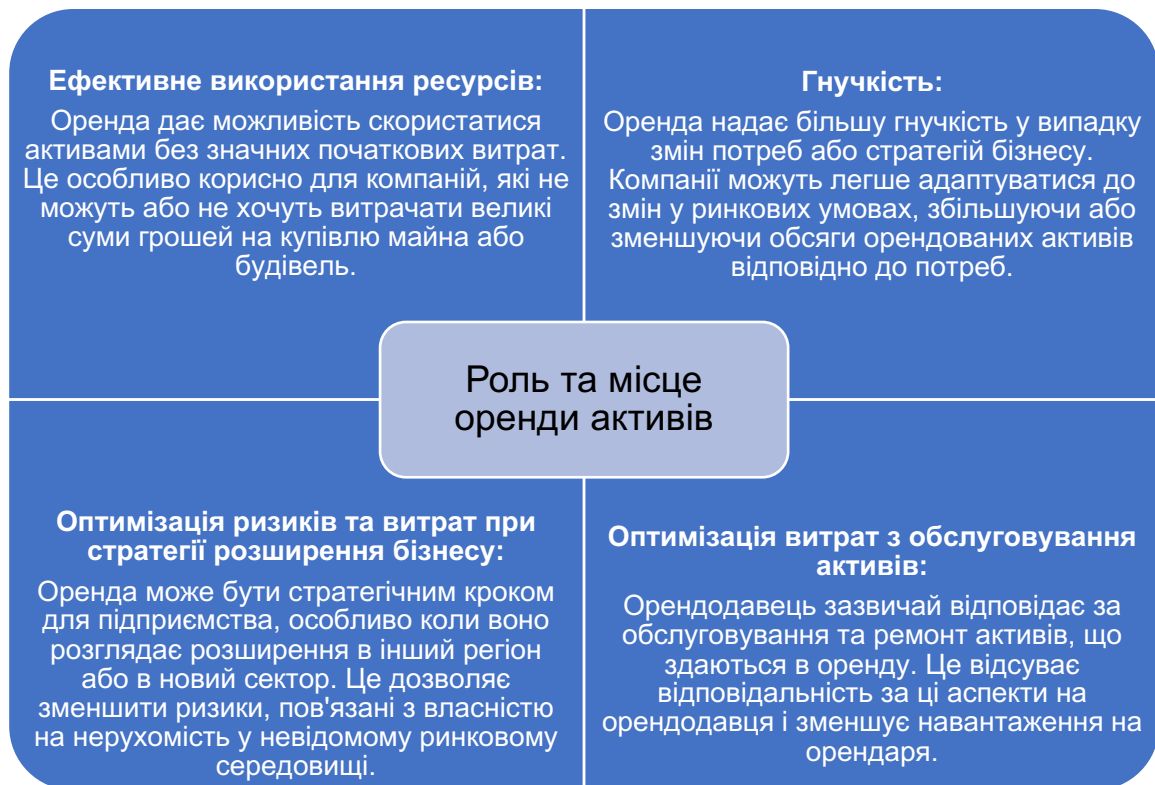 Ефективне використання ресурсів:
Оренда дає можливість скористатися
активами без значних початкових витрат.
Це особливо корисно для компаній, які не
можуть або не хочуть витрачати великі
суми грошей на купівлю майна або
будівель.
Гнучкість:
Оренда надає більшу гнучкість у випадку
змін потреб або стратегій бізнесу.
Компанії можуть легше адаптуватися до
змін у ринкових умовах, збільшуючи або
зменшуючи обсяги орендованих активів
відповідно до потреб.
Роль та місце
оренди активів
Оптимізація ризиків та витрат при
стратегії розширення бізнесу:
Оренда може бути стратегічним кроком
для підприємства, особливо коли воно
розглядає розширення в інший регіон
або в новий сектор. Це дозволяє
зменшити ризики, пов'язані з власністю
на нерухомість у невідомому ринковому
середовищі.
Оптимізація витрат з обслуговування
активів:
Орендодавець зазвичай відповідає за
обслуговування та ремонт активів, що
здаються в оренду. Це відсуває
відповідальність за ці аспекти на
орендодавця і зменшує навантаження на
орендаря.